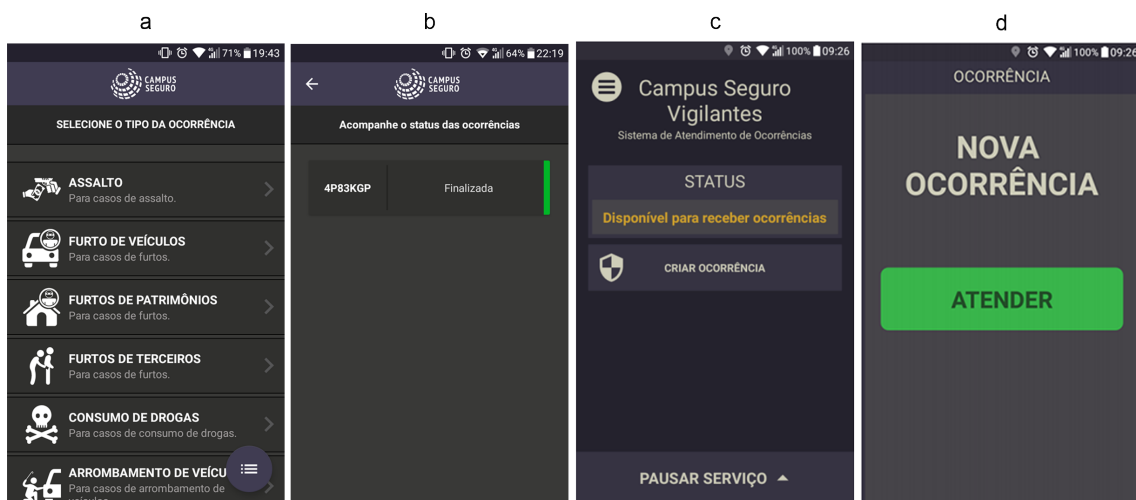 a
71% 19:43
CAMPUS
SEGURO
SELECIONE O TIPO DA OCORRÊNCIA
ASSALTO
Para casos de assalto.
FURTO DE VEÍCULOS
Para casos de furtos.
FURTOS DE PATRIMÔNIOS
Para casos de furtos.
FURTOS DE TERCEIROS
Para casos de furtos.
CONSUMO DE DROGAS
Para casos de consumo de drogas.
ARROMBAMENTO DE VEÍCU
Para casos de arrombamento de
veículos.
b
64% 22:19
CAMPUS
SEGURO
Acompanhe o status das ocorrências
4P83KGP
Finalizada
c
100% 09:26
Campus Seguro
Vigilantes
Sistema de Atendimento de Ocorrências
STATUS
Disponível para receber ocorrências
CRIAR OCORRÊNCIA
PAUSAR SERVIÇO
d
100% 09:26
OCORRÊNCIA
NOVA
OCORRÊNCIA
ATENDER